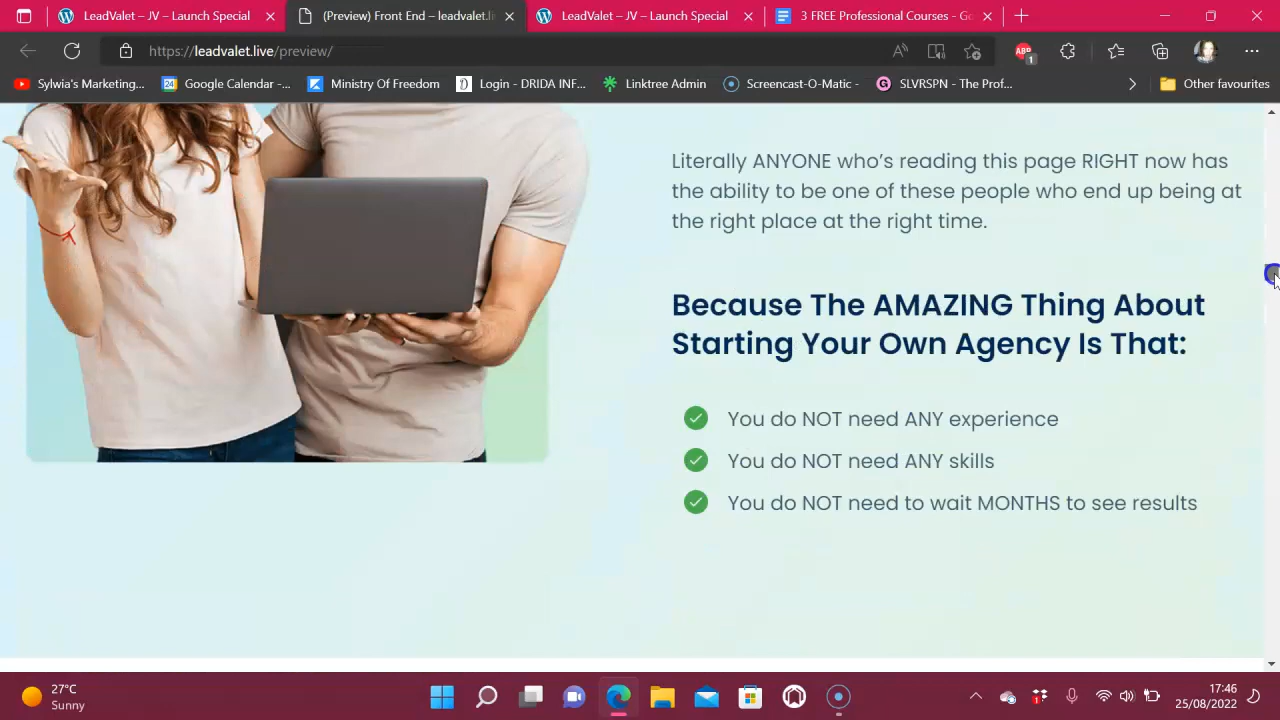 LeadValet – JV – Launch Special
(Preview) Front End – leadvalet.li
LeadValet – JV – Launch Special
3 FREE Professional Courses - Go
https://leadvalet.live/preview/
ABP
1
Sylwia's Marketing...
24
Google Calendar -...
Ministry Of Freedom
Login - DRIDA INF...
Linktree Admin
Screencast-O-Matic -
SLVRSPN - The Prof...
Other favourites
Literally ANYONE who's reading this page RIGHT now has
the ability to be one of these people who end up being at
the right place at the right time.
Because The AMAZING Thing About
Starting Your Own Agency Is That:
You do NOT need ANY experience
You do NOT need ANY skills
You do NOT need to wait MONTHS to see results
27°C
Sunny
17:46
25/08/2022